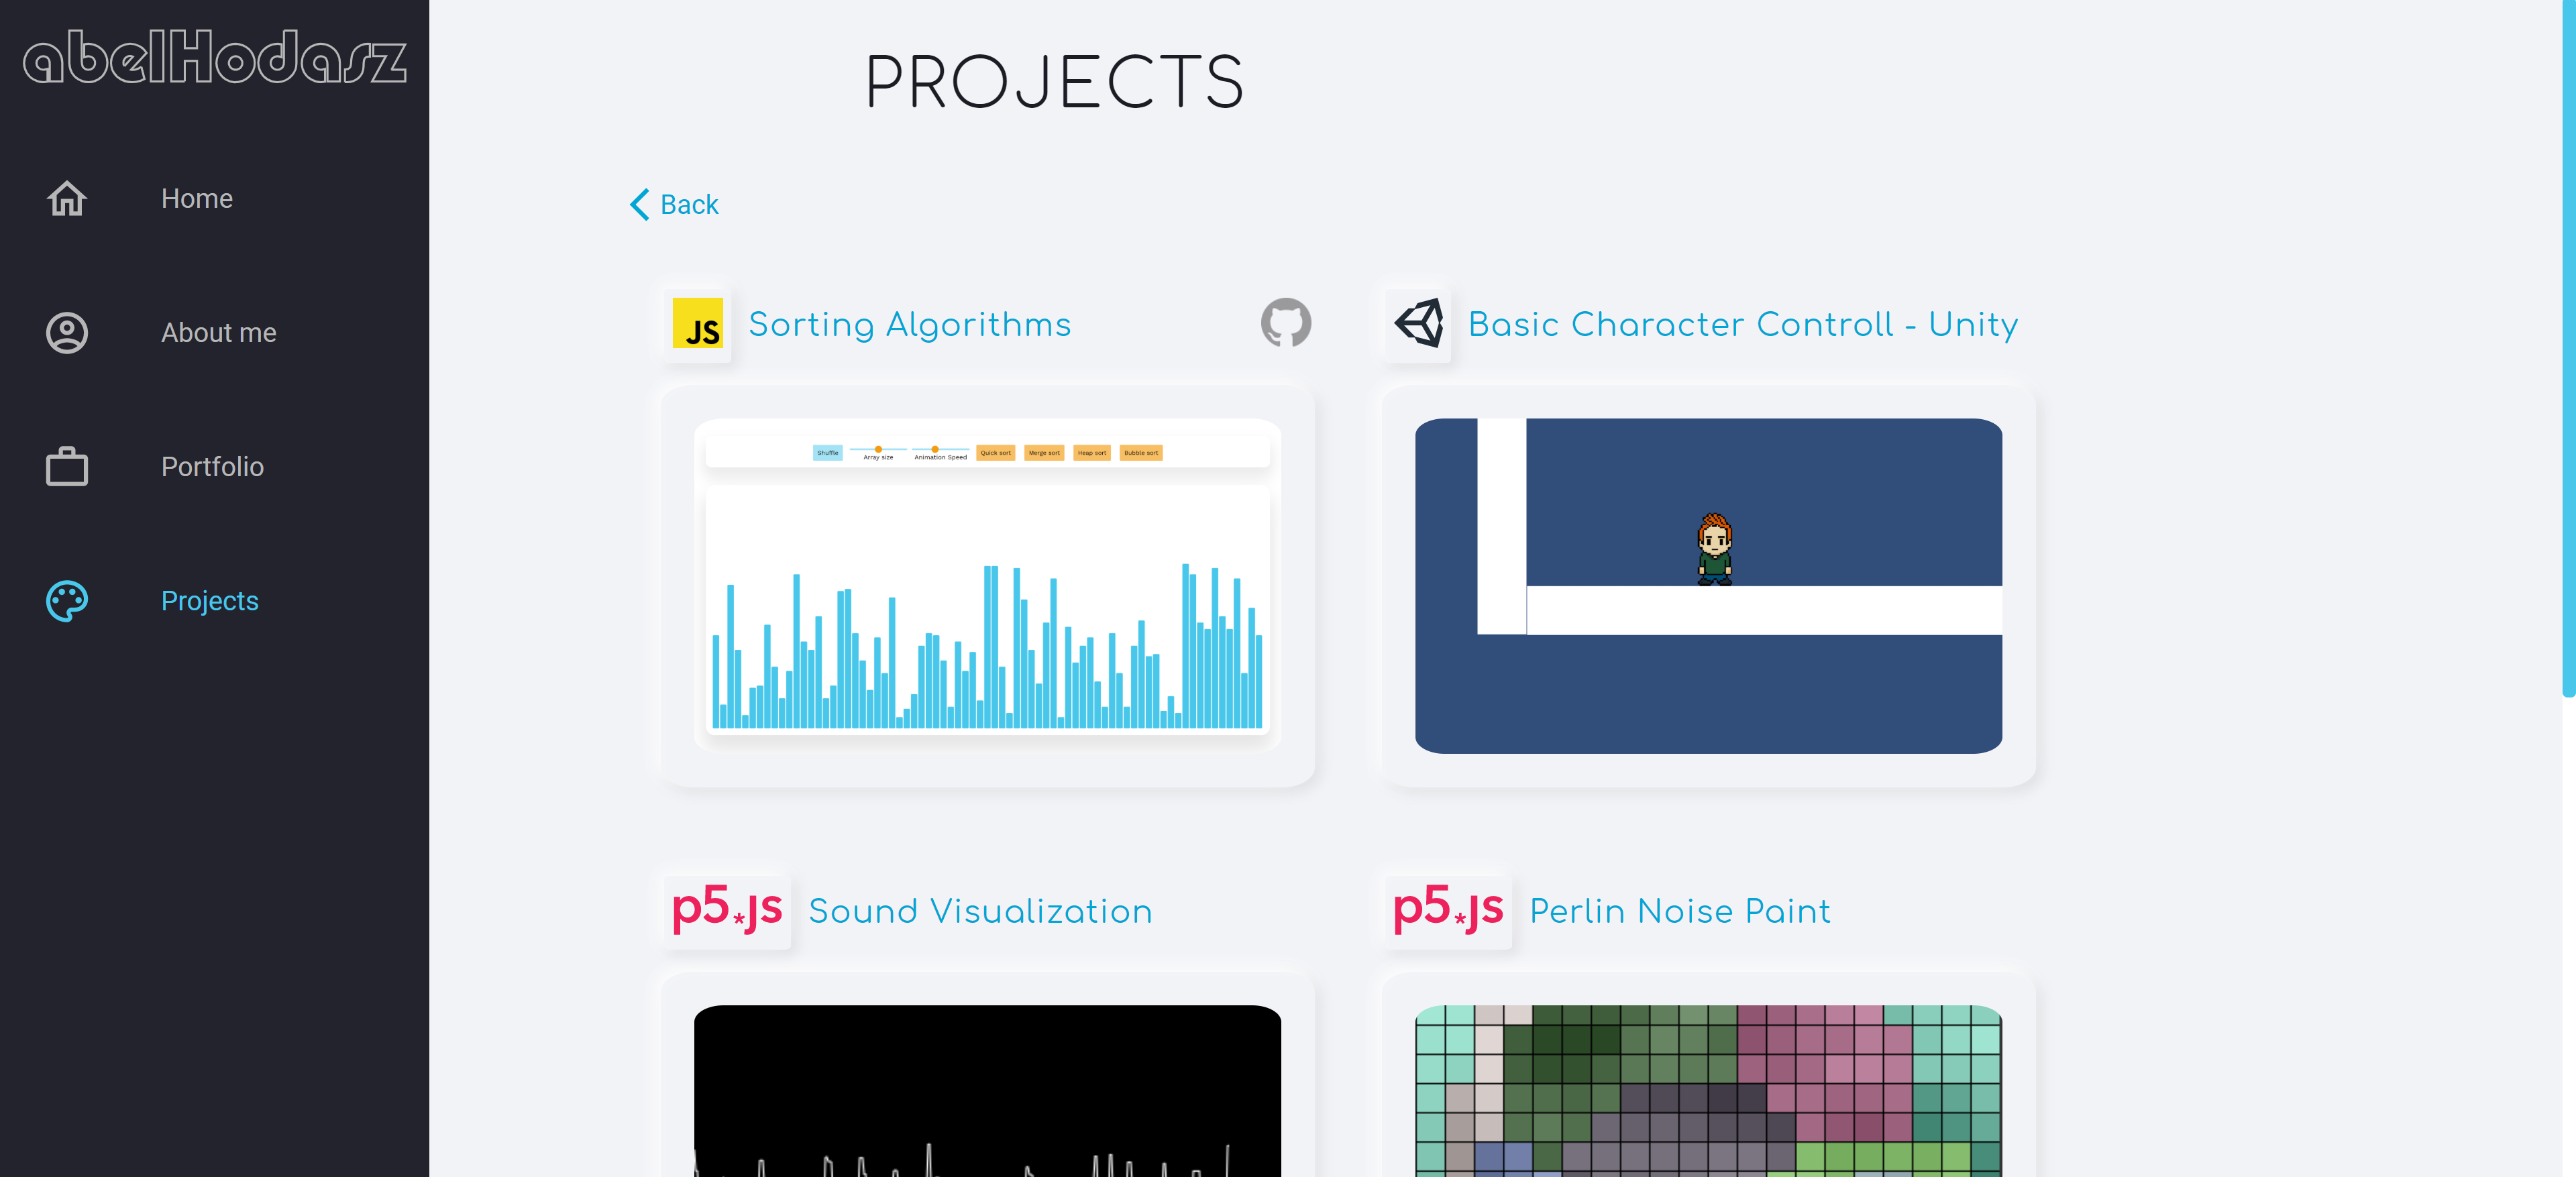 abelHodasz
Home
About me
Portfolio
Projects
PROJECTS
Back
JS Sorting Algorithms
Shuffle Array size Animation Speed Quick sort Merge sort Heap sort Bubble sort
Basic Character Controll - Unity
p5*js Sound Visualization
p5*js Perlin Noise Paint